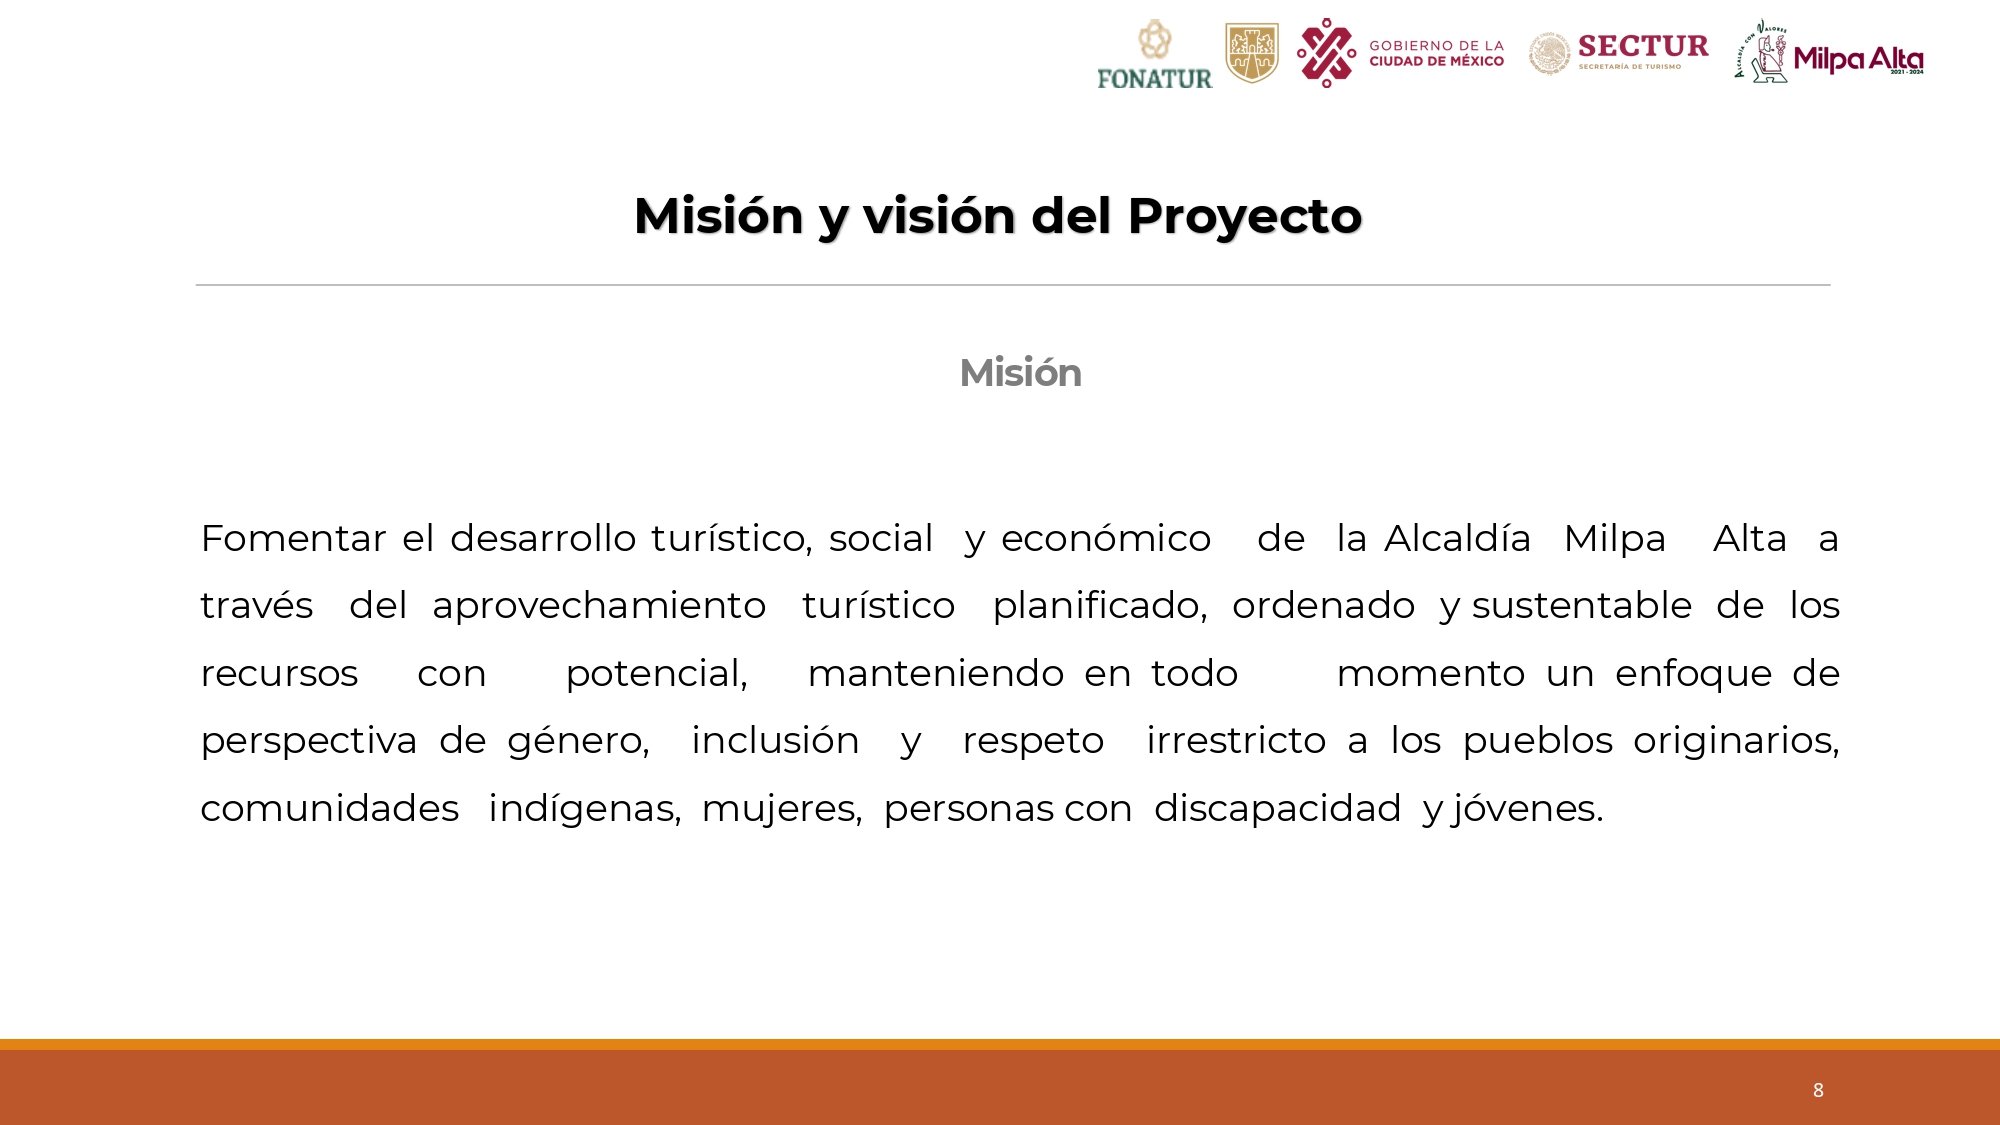 FONATUR
GOBIERNO DE LA
CIUDAD DE MÉXICO
SECTUR
SECRETARÍA DE TURISMO
ALCALDÍA CON VALORES
Milpa Alta
2021 - 2024
Misión y visión del Proyecto
Misión
Fomentar el desarrollo turístico, social y económico de la Alcaldía Milpa Alta a
través del aprovechamiento turístico planificado, ordenado y sustentable de los
recursos con potencial, manteniendo en todo momento un enfoque de
perspectiva de género, inclusión y respeto irrestricto a los pueblos originarios,
comunidades indígenas, mujeres, personas con discapacidad y jóvenes.
8